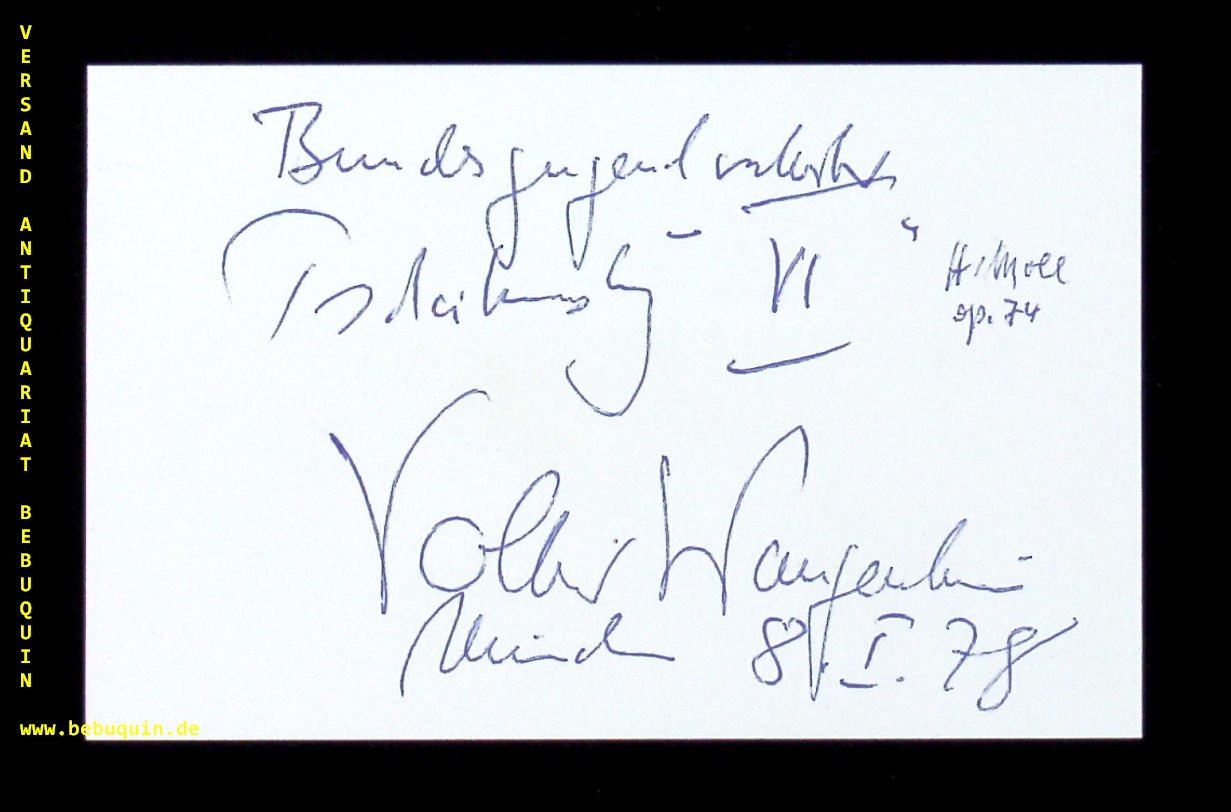 VERSAND ANTIQUARIAT BEBUQUIN
Bundesjugendorchester
Tschaikowsky VI
H-Moll
op. 74
Volker Wangenheim
München 8. I. 78
www.bebuquin.de